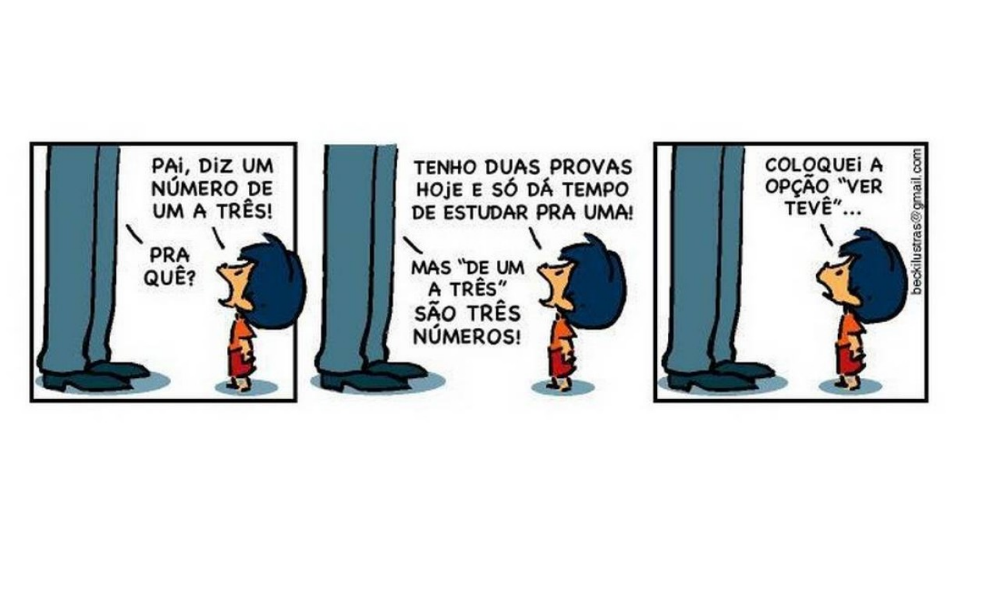 PAi, DiZ UM
NÚMERO DE
UM A TRÊS!
PRA
QUÊ?
TENHO DUAS PROVAS
HOJE E SÓ DÁ TEMPO
DE ESTUDAR PRA UMA!
MAS "DE UM
A TRÊS"
SÃO TRÊS
NÚMEROS!
COLOQUEi A
OPÇÃO "VER
TEVÊ"...
beckilustras@gmail.com